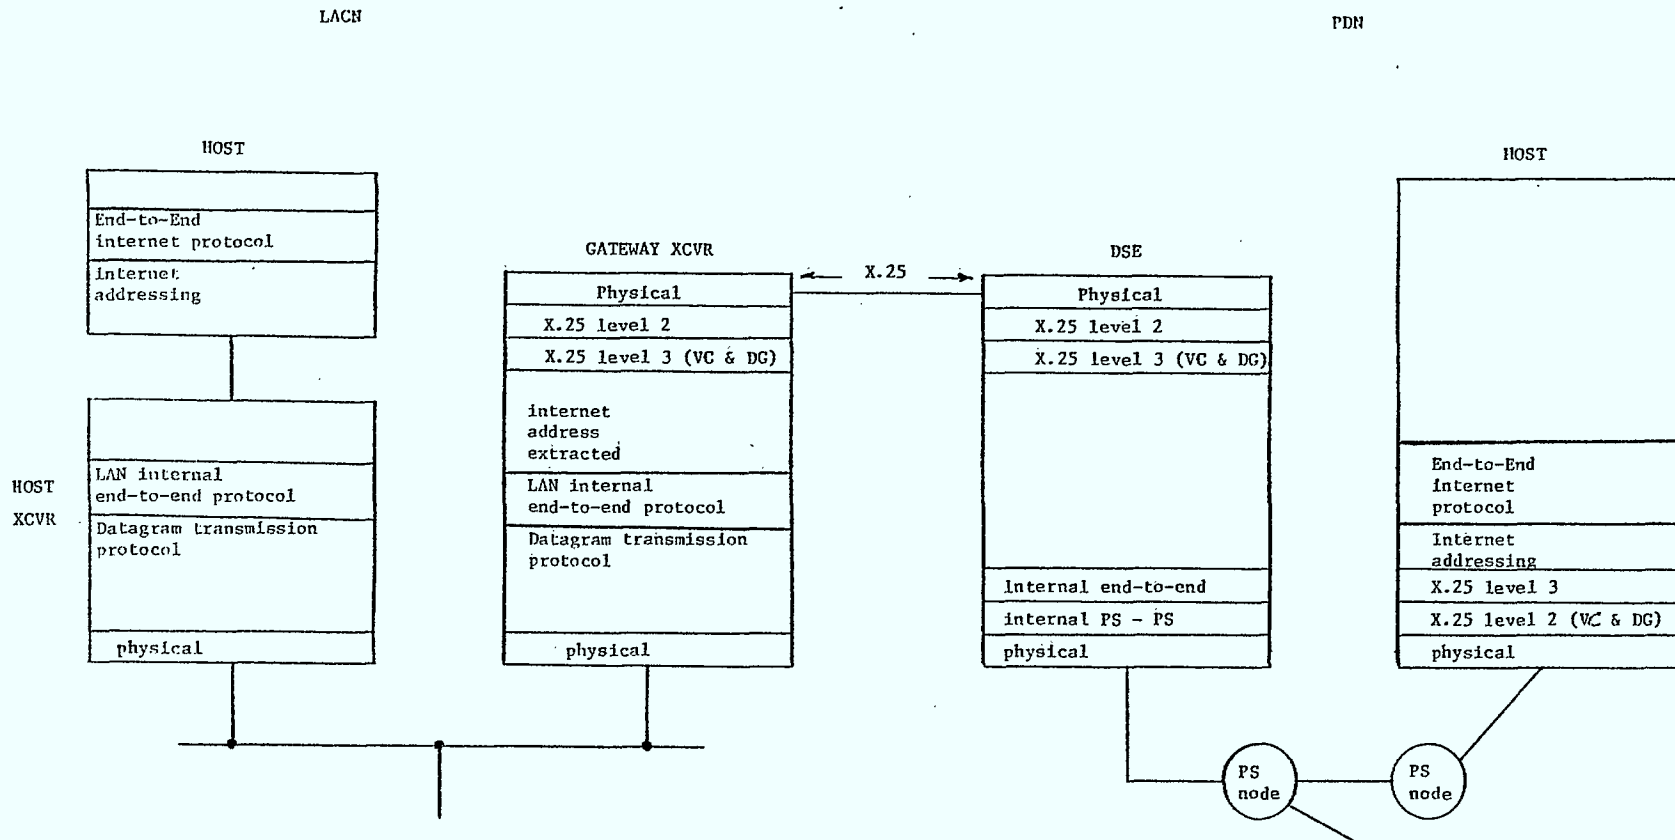 LACN
PDN
HOST
End-to-End
internet protocol
internet
addressing
HOST
XCVR
LAN internal
end-to-end protocol
Datagram transmission
protocol
physical
GATEWAY XCVR
Physical
X.25 level 2
X.25 level 3 (VC & DG)
internet
address
extracted
LAN internal
end-to-end protocol
Datagram transmission
protocol
physical
X.25
DSE
Physical
X.25 level 2
X.25 level 3 (VC & DG)
Internal end-to-end
internal PS - PS
physical
HOST
End-to-End
internet
protocol
Internet
addressing
X.25 level 3
X.25 level 2 (VC & DG)
physical
PS
node
PS
node